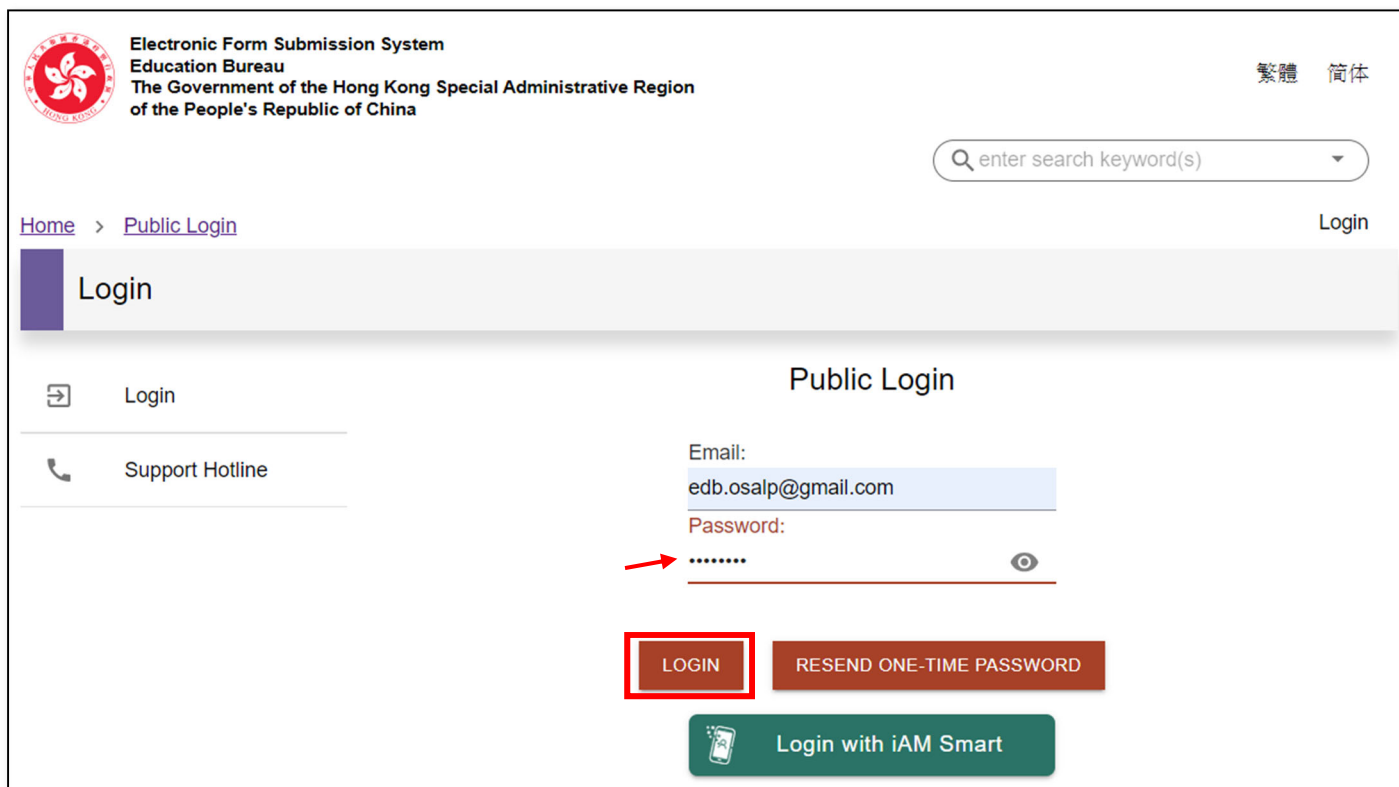 Electronic Form Submission System
Education Bureau
The Government of the Hong Kong Special Administrative Region
of the People's Republic of China
繁體 简体
enter search keyword(s)
Home > Public Login
Login
Login
Public Login
Login
Support Hotline
Email:
edb.osalp@gmail.com
Password:
••••••••
LOGIN
RESEND ONE-TIME PASSWORD
Login with iAM Smart
HONG KONG